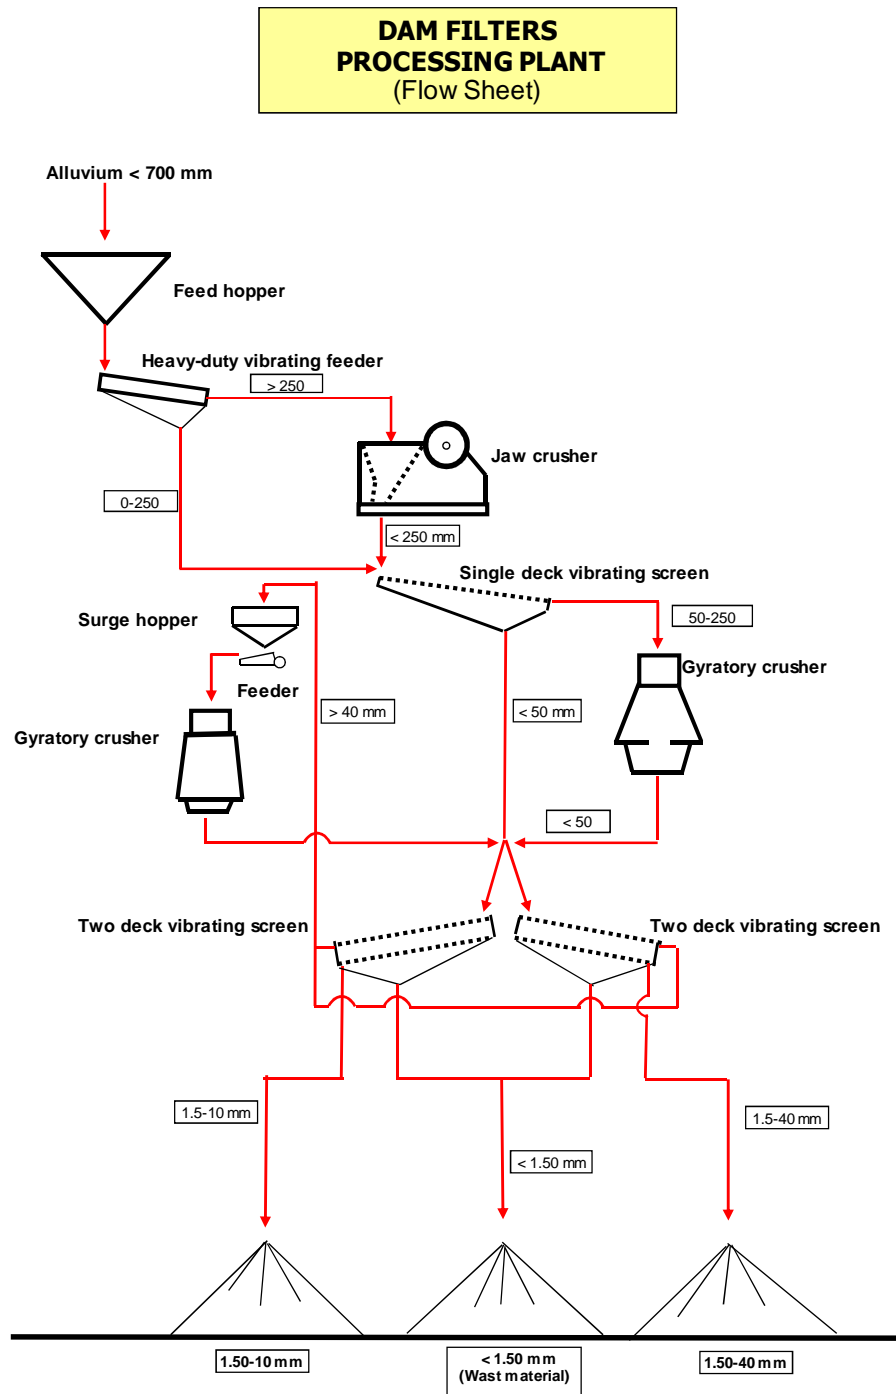 DAM FILTERS
PROCESSING PLANT
(Flow Sheet)
Alluvium < 700 mm
Feed hopper
Heavy-duty vibrating feeder
> 250
Jaw crusher
0-250
< 250 mm
Single deck vibrating screen
Surge hopper
50-250
Gyratory crusher
Feeder
> 40 mm
< 50 mm
Gyratory crusher
< 50
Two deck vibrating screen
Two deck vibrating screen
1.5-10 mm
1.5-40 mm
< 1.50 mm
1.50-10 mm
< 1.50 mm
(Wast material)
1.50-40 mm